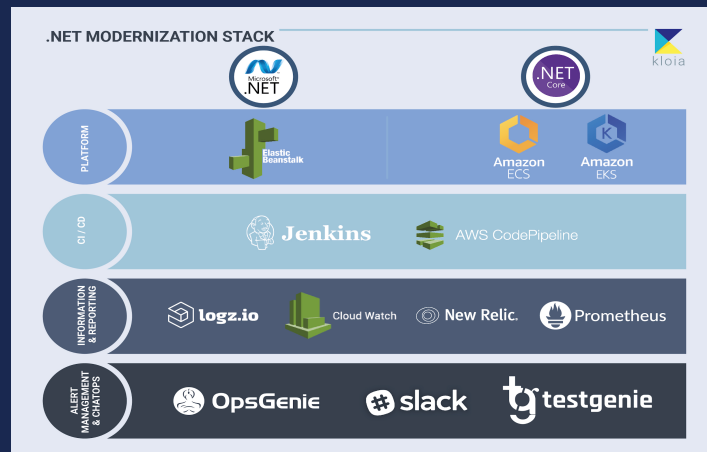 .NET MODERNIZATION STACK
kloia
Microsoft®
.NET
.NET
Core
PLATFORM
Elastic
Beanstalk
Amazon
ECS
K
Amazon
EKS
CI / CD
Jenkins
AWS CodePipeline
INFORMATION
& REPORTING
logz.io
Cloud Watch
New Relic.
Prometheus
ALERT
MANAGEMENT
& CHATOPS
OpsGenie
slack
tg testgenie